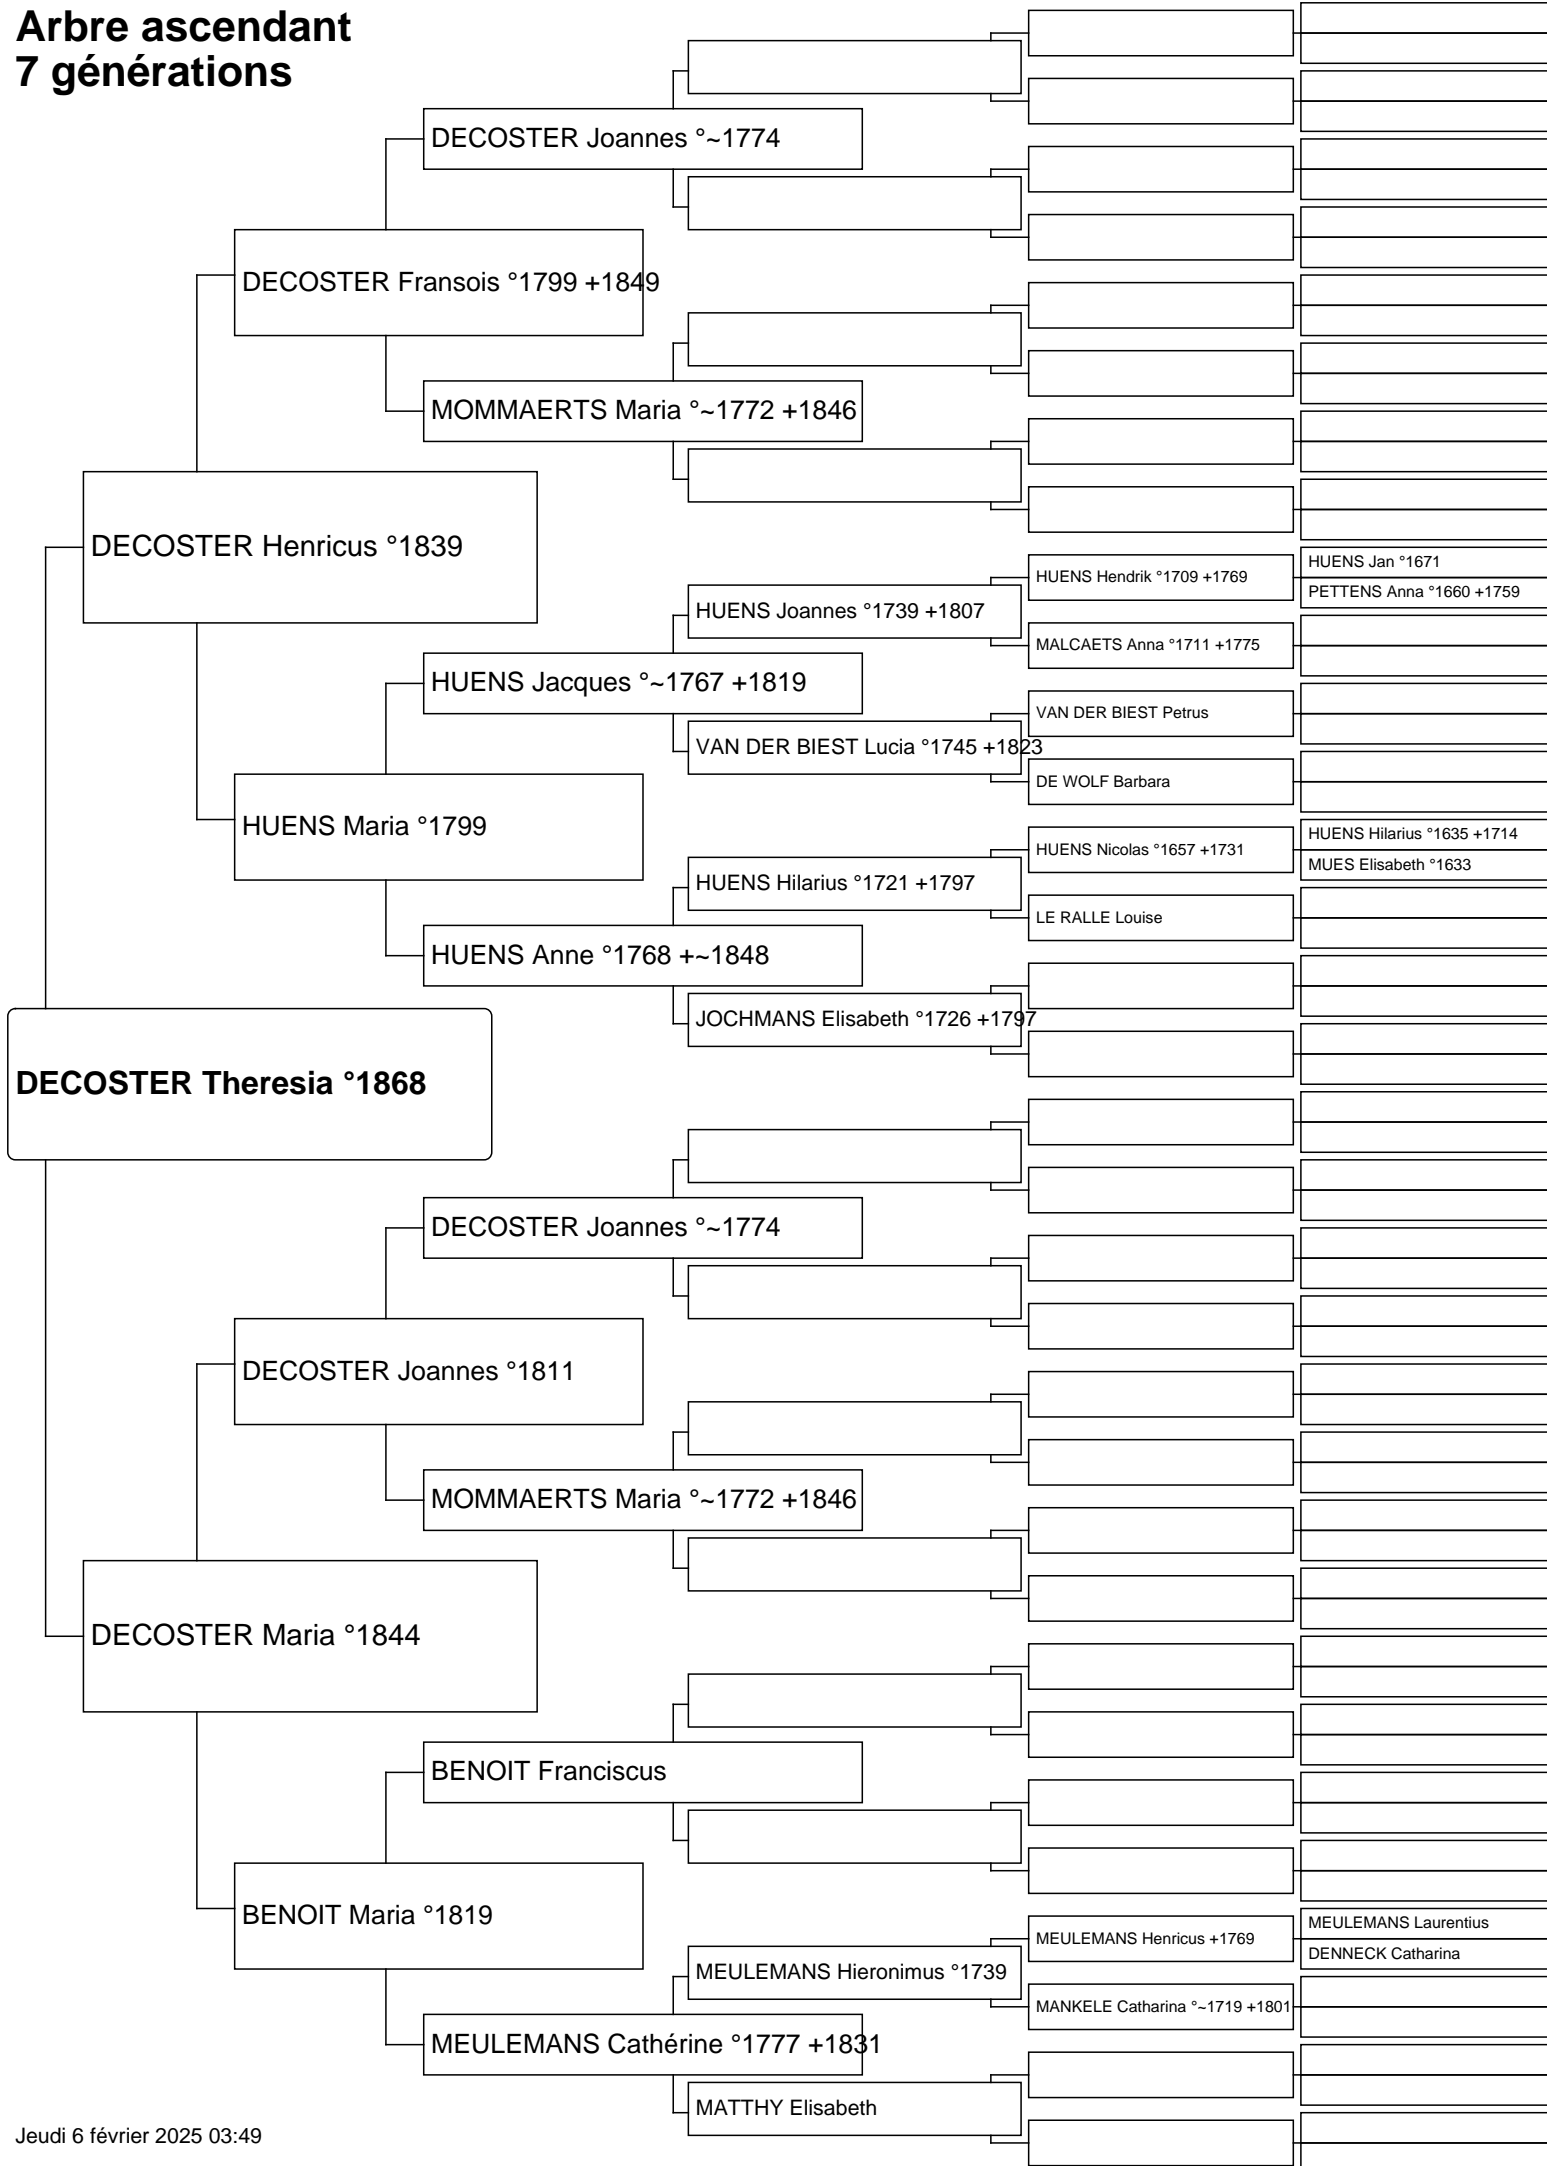 Arbre ascendant
7 générations
DECOSTER Joannes °~1774
DECOSTER Fransois °1799 +1849
MOMMAERTS Maria °~1772 +1846
DECOSTER Henricus °1839
HUENS Hendrik °1709 +1769
HUENS Jan °1671
PETTENS Anna °1660 +1759
HUENS Joannes °1739 +1807
MALCAETS Anna °1711 +1775
HUENS Jacques °~1767 +1819
VAN DER BIEST Petrus
VAN DER BIEST Lucia °1745 +1823
DE WOLF Barbara
HUENS Maria °1799
HUENS Nicolas °1657 +1731
HUENS Hilarius °1635 +1714
MUES Elisabeth °1633
HUENS Hilarius °1721 +1797
LE RALLE Louise
HUENS Anne °1768 +~1848
JOCHMANS Elisabeth °1726 +1797
DECOSTER Theresia °1868
DECOSTER Joannes °~1774
DECOSTER Joannes °1811
MOMMAERTS Maria °~1772 +1846
DECOSTER Maria °1844
BENOIT Franciscus
BENOIT Maria °1819
MEULEMANS Henricus +1769
MEULEMANS Laurentius
DENNECK Catharina
MEULEMANS Hieronimus °1739
MANKELE Catharina °~1719 +1801
MEULEMANS Cathérine °1777 +1831
MATTHY Elisabeth
Jeudi 6 février 2025 03:49